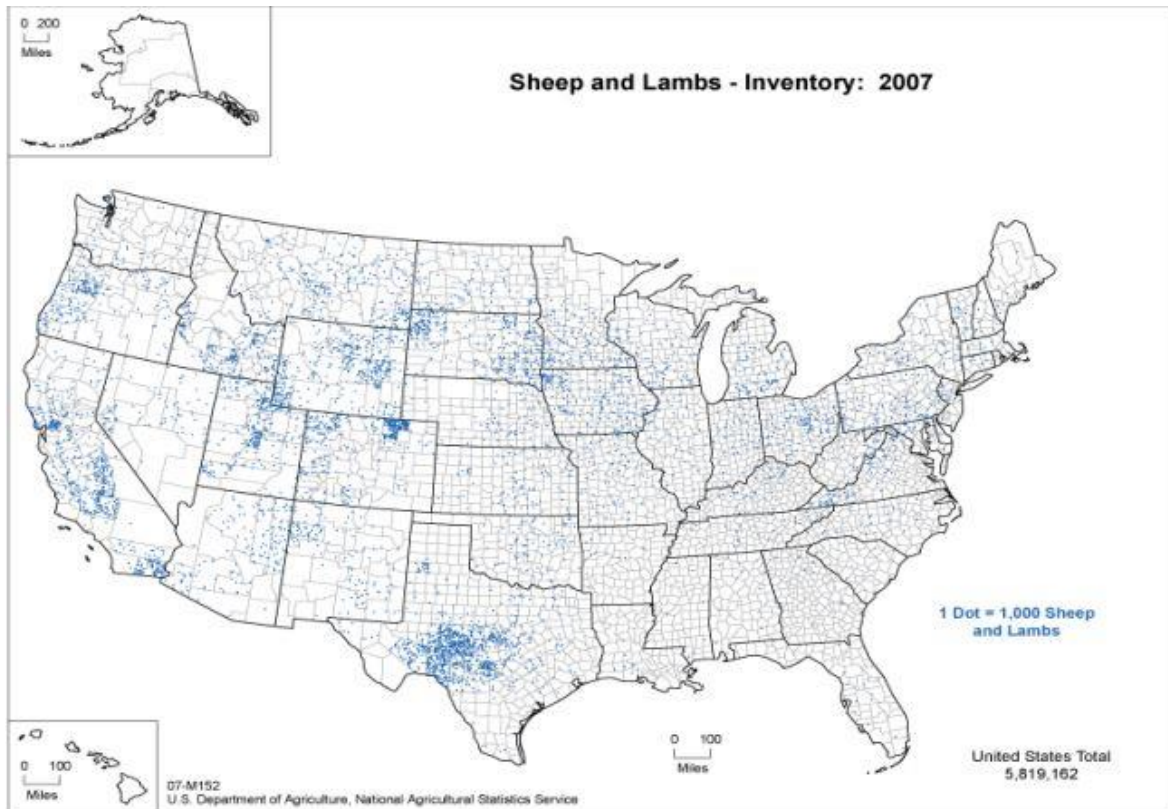 0 200
Miles
Sheep and Lambs - Inventory: 2007
1 Dot = 1,000 Sheep
and Lambs
0 100
Miles
0 100
Miles
United States Total
5,819,162
07-M152
U.S. Department of Agriculture, National Agricultural Statistics Service